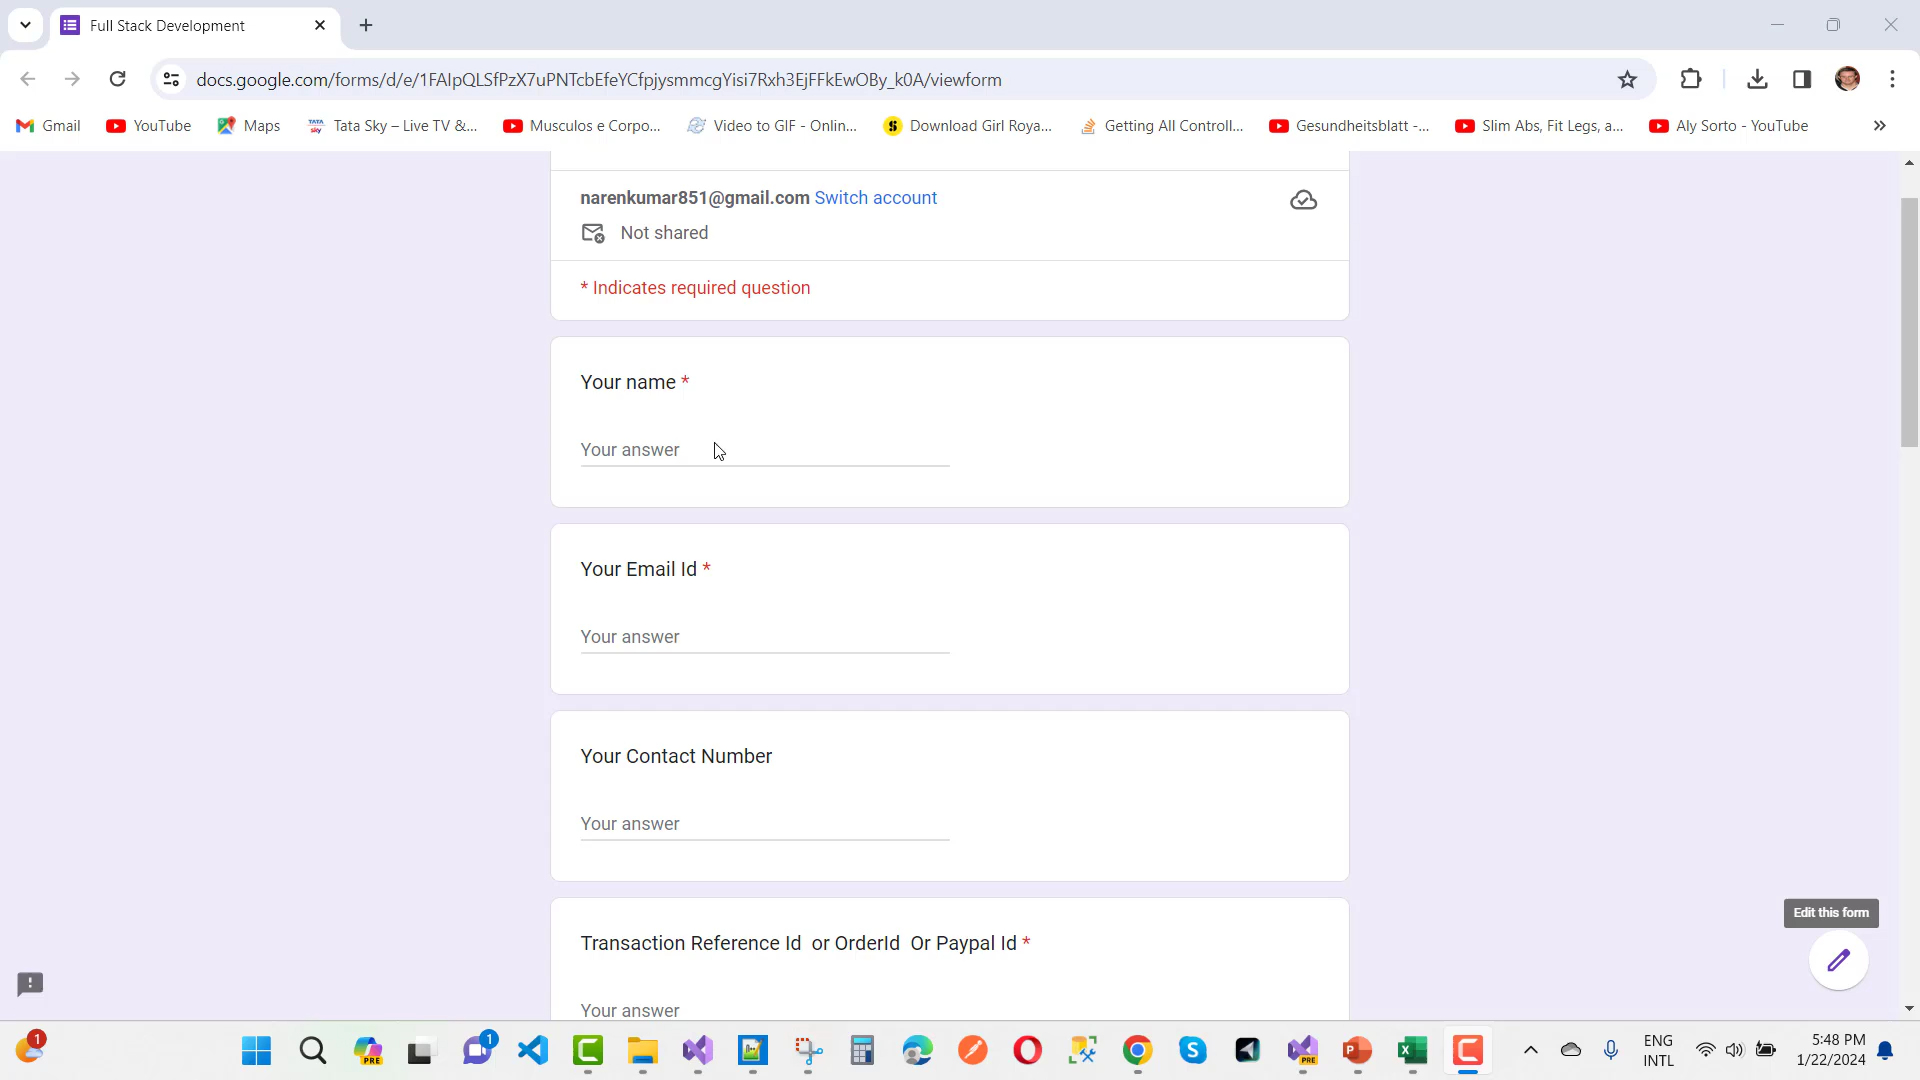 Full Stack Development
docs.google.com/forms/d/e/1FAIpQLSfPzX7uPNTcbEfeYCfpjysmmcgYisi7Rxh3EjFFkEwOBy_k0A/viewform
Gmail YouTube Maps Tata Sky – Live TV &... Musculos e Corpo... Video to GIF - Onlin... Download Girl Roya... Getting All Controll... Gesundheitsblatt -... Slim Abs, Fit Legs, a... Aly Sorto - YouTube
narenkumar851@gmail.com Switch account
Not shared
* Indicates required question
Your name *
Your answer
Your Email Id *
Your answer
Your Contact Number
Your answer
Edit this form
Transaction Reference Id or OrderId Or Paypal Id *
Your answer
1
PRE
1
PRE
ENG
INTL
5:48 PM
1/22/2024